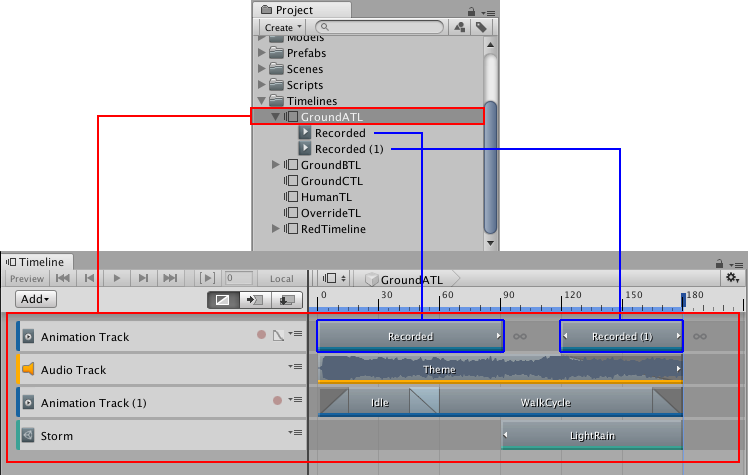 Project
Create
Models
Prefabs
Scenes
Scripts
Timelines
GroundATL
Recorded
Recorded (1)
GroundBTL
GroundCTL
HumanTL
OverrideTL
RedTimeline
Timeline
Preview 0 Local GroundATL
Add 0 30 60 90 120 150 180
Animation Track Recorded Recorded (1)
Audio Track Theme
Animation Track (1) Idle WalkCycle
Storm LightRain